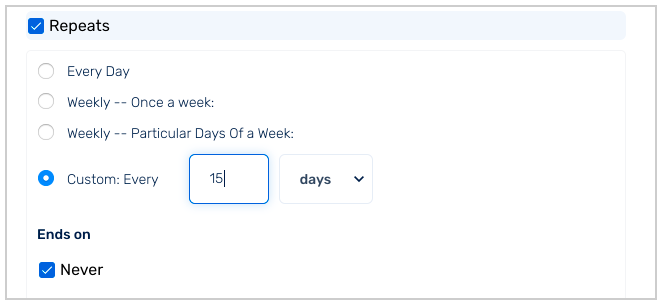 Repeats
Every Day
Weekly -- Once a week:
Weekly -- Particular Days Of a Week:
Custom: Every 15 days
Ends on
Never